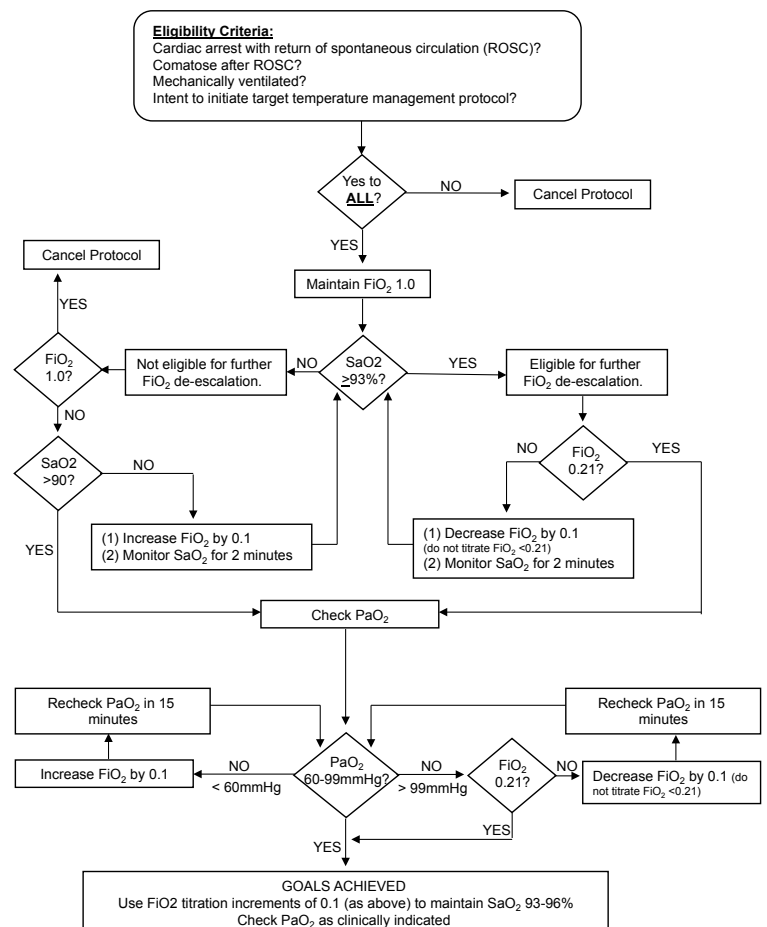 Eligibility Criteria:
Cardiac arrest with return of spontaneous circulation (ROSC)?
Comatose after ROSC?
Mechanically ventilated?
Intent to initiate target temperature management protocol?
Yes to
ALL?
NO
Cancel Protocol
YES
Maintain FiO2 1.0
Cancel Protocol
YES
FiO2
1.0?
Not eligible for further
FiO2 de-escalation.
NO
SaO2
≥93%?
YES
Eligible for further
FiO2 de-escalation.
NO
SaO2
>90?
NO
YES
(1) Increase FiO2 by 0.1
(2) Monitor SaO2 for 2 minutes
NO
FiO2
0.21?
YES
(1) Decrease FiO2 by 0.1
(do not titrate FiO2 <0.21)
(2) Monitor SaO2 for 2 minutes
Check PaO2
Recheck PaO2 in 15
minutes
Recheck PaO2 in 15
minutes
Increase FiO2 by 0.1
NO
< 60mmHg
PaO2
60-99mmHg?
NO
> 99mmHg
FiO2
0.21?
NO
Decrease FiO2 by 0.1 (do
not titrate FiO2 <0.21)
YES
YES
GOALS ACHIEVED
Use FiO2 titration increments of 0.1 (as above) to maintain SaO2 93-96%
Check PaO2 as clinically indicated